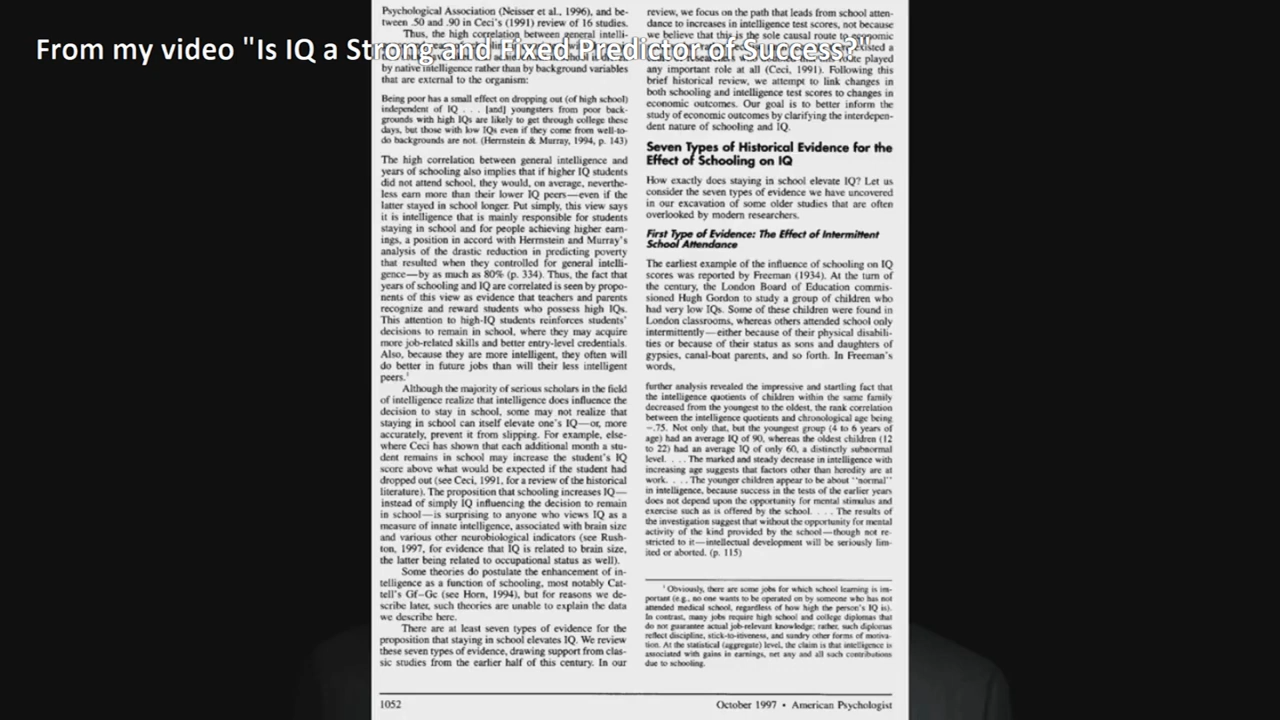 From my video "Is IQ a Strong and Fixed Predictor of Success?"
Psychological Association (Neisser et al., 1996), and be-
tween .50 and .90 in Ceci's (1991) review of 16 studies.
Thus, the high correlation between general intelli-
by native intelligence rather than by background variables
that are external to the organism:
Being poor has a small effect on dropping out (of high school)
independent of IQ . . . [and] youngsters from poor back-
grounds with high IQs are likely to get through college these
days, but those with low IQs even if they come from well-to-
do backgrounds are not. (Herrnstein & Murray, 1994, p. 143)
The high correlation between general intelligence and
years of schooling also implies that if higher IQ students
did not attend school, they would, on average, neverthe-
less earn more than their lower IQ peers—even if the
latter stayed in school longer. Put simply, this view says
it is intelligence that is mainly responsible for students
staying in school and for people achieving higher earn-
ings, a position in accord with Herrnstein and Murray's
analysis of the drastic reduction in predicting poverty
that resulted when they controlled for general intelli-
gence—by as much as 80% (p. 334). Thus, the fact that
years of schooling and IQ are correlated is seen by propo-
nents of this view as evidence that teachers and parents
recognize and reward students who possess high IQs.
This attention to high-IQ students reinforces students'
decisions to remain in school, where they may acquire
more job-related skills and better entry-level credentials.
Also, because they are more intelligent, they often will
do better in future jobs than will their less intelligent
peers.¹
Although the majority of serious scholars in the field
of intelligence realize that intelligence does influence the
decision to stay in school, some may not realize that
staying in school can itself elevate one's IQ—or, more
accurately, prevent it from slipping. For example, else-
where Ceci has shown that each additional month a stu-
dent remains in school may increase the student's IQ
score above what would be expected if the student had
dropped out (see Ceci, 1991, for a review of the historical
literature). The proposition that schooling increases IQ—
instead of simply IQ influencing the decision to remain
in school—is surprising to anyone who views IQ as a
measure of innate intelligence, associated with brain size
and various other neurobiological indicators (see Rush-
ton, 1997, for evidence that IQ is related to brain size,
the latter being related to occupational status as well).
Some theories do postulate the enhancement of in-
telligence as a function of schooling, most notably Cat-
tell's Gf–Gc (see Horn, 1994), but for reasons we de-
scribe later, such theories are unable to explain the data
we describe here.
There are at least seven types of evidence for the
proposition that staying in school elevates IQ. We review
these seven types of evidence, drawing support from clas-
sic studies from the earlier half of this century. In our
review, we focus on the path that leads from school atten-
dance to increases in intelligence test scores, not because
we believe that this is the sole causal route to economic
any important role at all (Ceci, 1991). Following this
brief historical review, we attempt to link changes in
both schooling and intelligence test scores to changes in
economic outcomes. Our goal is to better inform the
study of economic outcomes by clarifying the interdepen-
dent nature of schooling and IQ.
Seven Types of Historical Evidence for the
Effect of Schooling on IQ
How exactly does staying in school elevate IQ? Let us
consider the seven types of evidence we have uncovered
in our excavation of some older studies that are often
overlooked by modern researchers.
First Type of Evidence: The Effect of Intermittent
School Attendance
The earliest example of the influence of schooling on IQ
scores was reported by Freeman (1934). At the turn of
the century, the London Board of Education commis-
sioned Hugh Gordon to study a group of children who
had very low IQs. Some of these children were found in
London classrooms, whereas others attended school only
intermittently—either because of their physical disabili-
ties or because of their status as sons and daughters of
gypsies, canal-boat parents, and so forth. In Freeman's
words,
further analysis revealed the impressive and startling fact that
the intelligence quotients of children within the same family
decreased from the youngest to the oldest, the rank correlation
between the intelligence quotients and chronological age being
−.75. Not only that, but the youngest group (4 to 6 years of
age) had an average IQ of 90, whereas the oldest children (12
to 22) had an average IQ of only 60, a distinctly subnormal
level. . . . The marked and steady decrease in intelligence with
increasing age suggests that factors other than heredity are at
work. . . . The younger children appear to be about "normal"
in intelligence, because success in the tests of the earlier years
does not depend upon the opportunity for mental stimulus and
exercise such as is offered by the school. . . . The results of
the investigation suggest that without the opportunity for mental
activity of the kind provided by the school—though not re-
stricted to it—intellectual development will be seriously lim-
ited or aborted. (p. 115)
¹ Obviously, there are some jobs for which school learning is im-
portant (e.g., no one wants to be operated on by someone who has not
attended medical school, regardless of how high the person's IQ is).
In contrast, many jobs require high school and college diplomas that
do not guarantee actual job-relevant knowledge; rather, such diplomas
reflect discipline, stick-to-itiveness, and sundry other forms of motiva-
tion. At the statistical (aggregate) level, the claim is that intelligence is
associated with gains in earnings, net any and all such contributions
due to schooling.
1052
October 1997 • American Psychologist